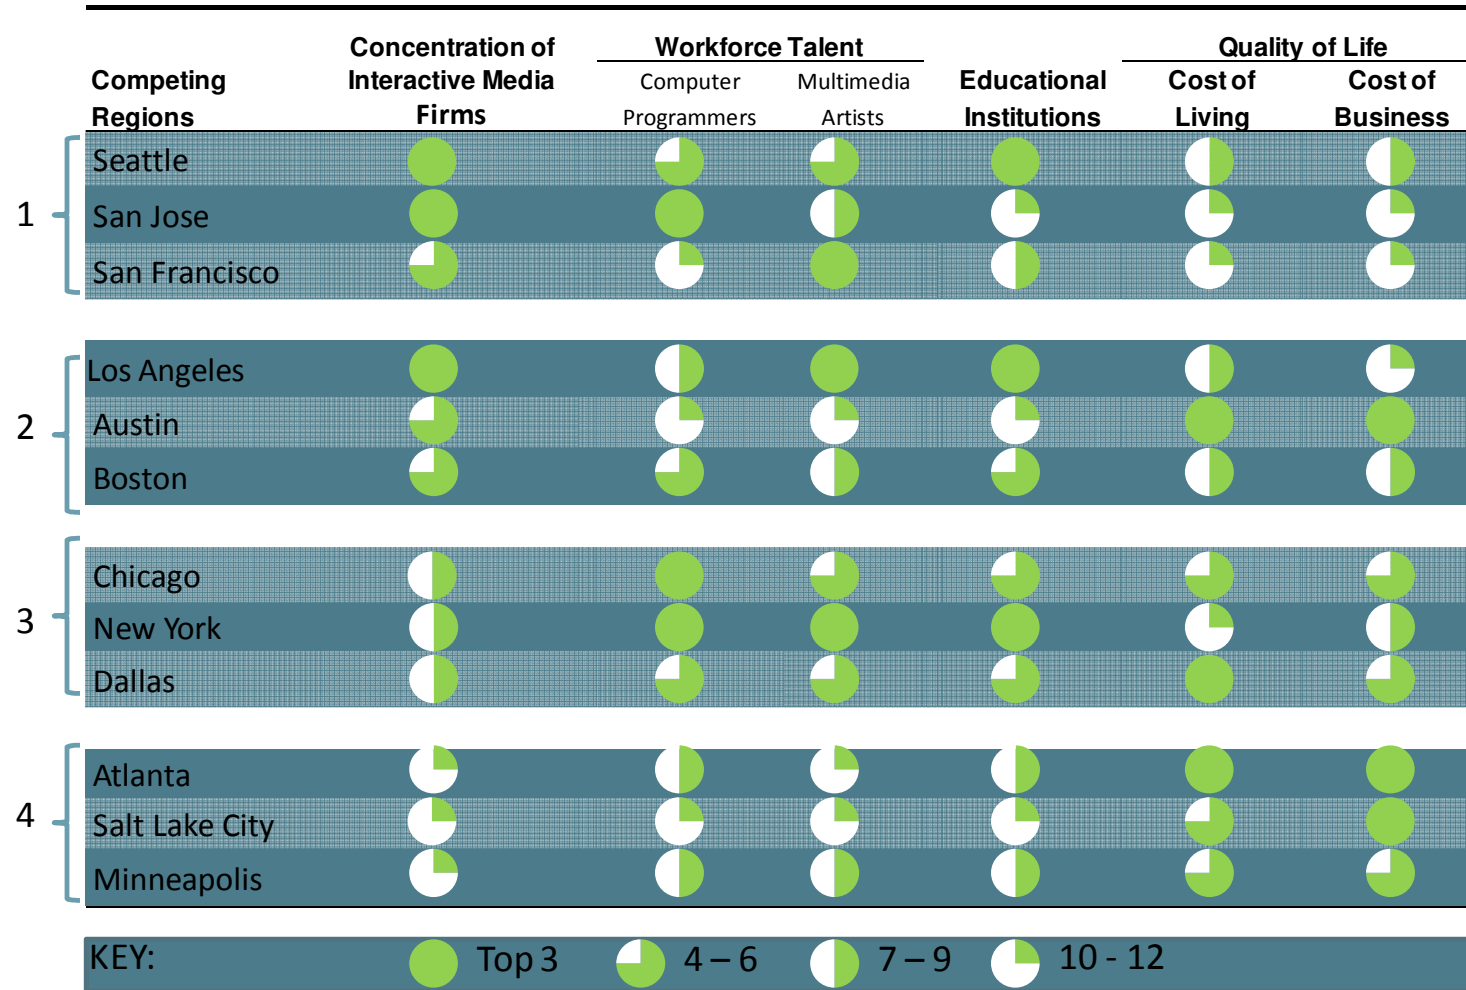 Concentration of Interactive Media Firms
Workforce Talent
Quality of Life
Competing Regions
Computer Programmers
Multimedia Artists
Educational Institutions
Cost of Living
Cost of Business
1
Seattle
San Jose
San Francisco
2
Los Angeles
Austin
Boston
3
Chicago
New York
Dallas
4
Atlanta
Salt Lake City
Minneapolis
KEY: Top 3 4 – 6 7 – 9 10 - 12